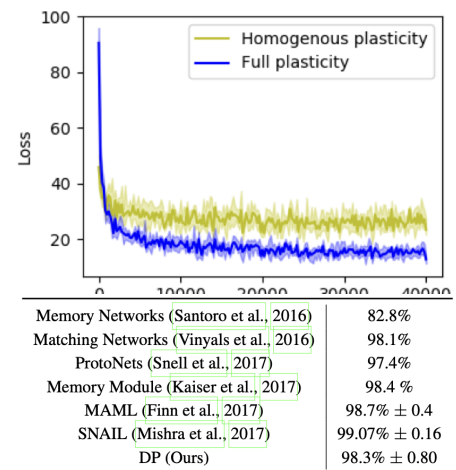 100
Homogenous plasticity
Full plasticity
80
60
Loss
40
20
0 10000 20000 30000 40000
Memory Networks (Santoro et al., 2016) 82.8%
Matching Networks (Vinyals et al., 2016) 98.1%
ProtoNets (Snell et al., 2017) 97.4%
Memory Module (Kaiser et al., 2017) 98.4 %
MAML (Finn et al., 2017) 98.7% ± 0.4
SNAIL (Mishra et al., 2017) 99.07% ± 0.16
DP (Ours) 98.3% ± 0.80